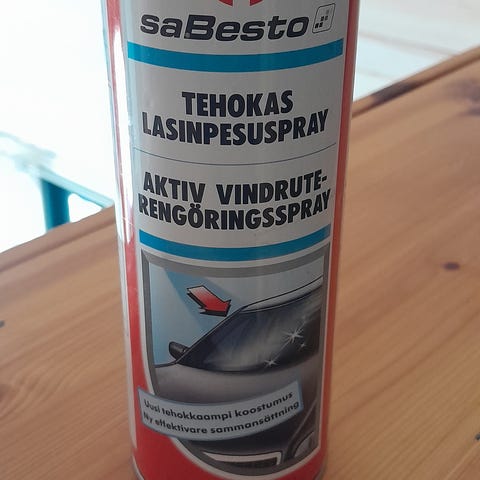 saBesto
TEHOKAS
LASINPESUSPRAY
AKTIV VINDRUTE-
RENGÖRINGSSPRAY
Uusi tehokkaampi koostumus
Ny effektivare sammansättning